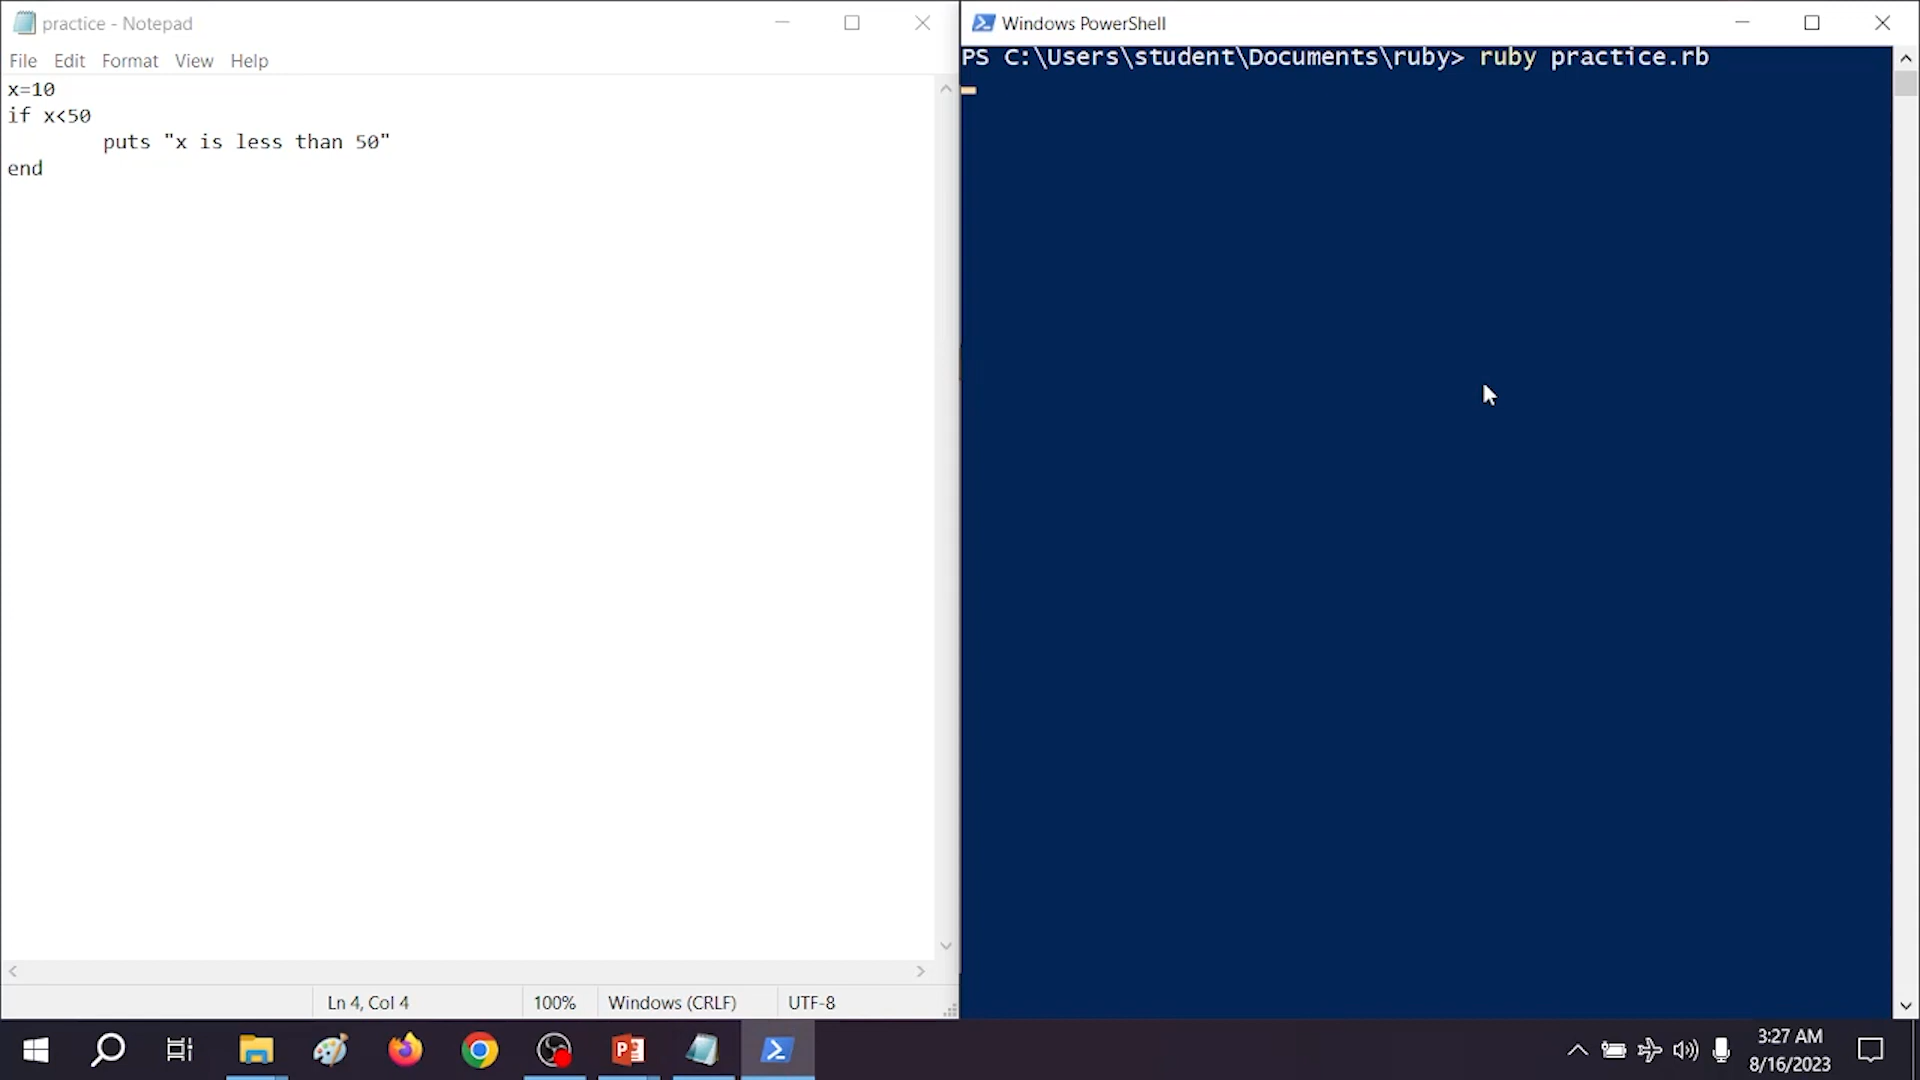 practice - Notepad
File Edit Format View Help
x=10
if x<50
        puts "x is less than 50"
end
Ln 4, Col 4 100% Windows (CRLF) UTF-8
Windows PowerShell
PS C:\Users\student\Documents\ruby> ruby practice.rb
3:27 AM
8/16/2023